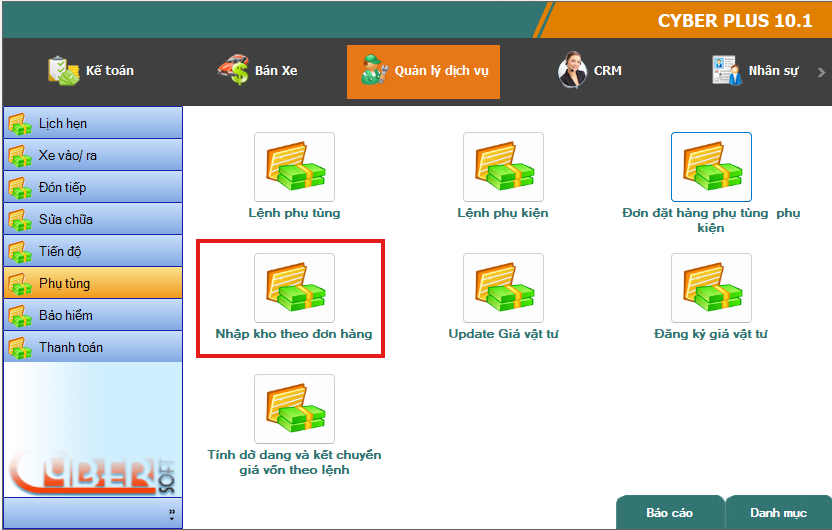 CYBER PLUS 10.1
Kế toán
Bán Xe
Quản lý dịch vụ
CRM
Nhân sự
Lịch hẹn
Xe vào/ ra
Đón tiếp
Sửa chữa
Tiến độ
Phụ tùng
Bảo hiểm
Thanh toán
Lệnh phụ tùng
Lệnh phụ kiện
Đơn đặt hàng phụ tùng phụ
kiện
Nhập kho theo đơn hàng
Update Giá vật tư
Đăng ký giá vật tư
Tính dở dang và kết chuyển
giá vốn theo lệnh
CYBER
SOFT
Báo cáo
Danh mục